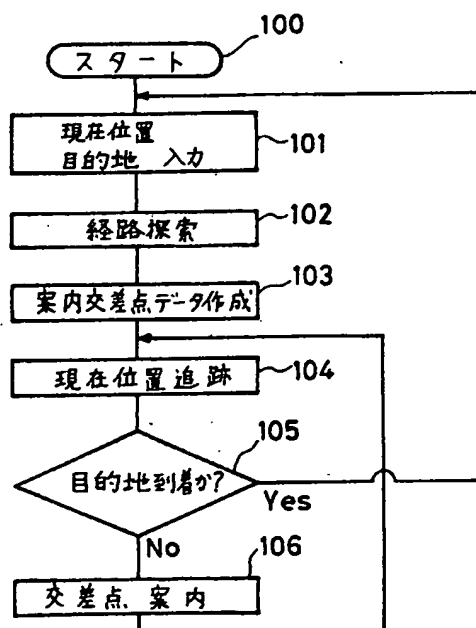 100
スタート
現在位置
目的地 入力
101
経路探索
102
103
案内交差点データ作成
現在位置追跡
104
105
目的地到着か?
Yes
No
106
交差点 案内